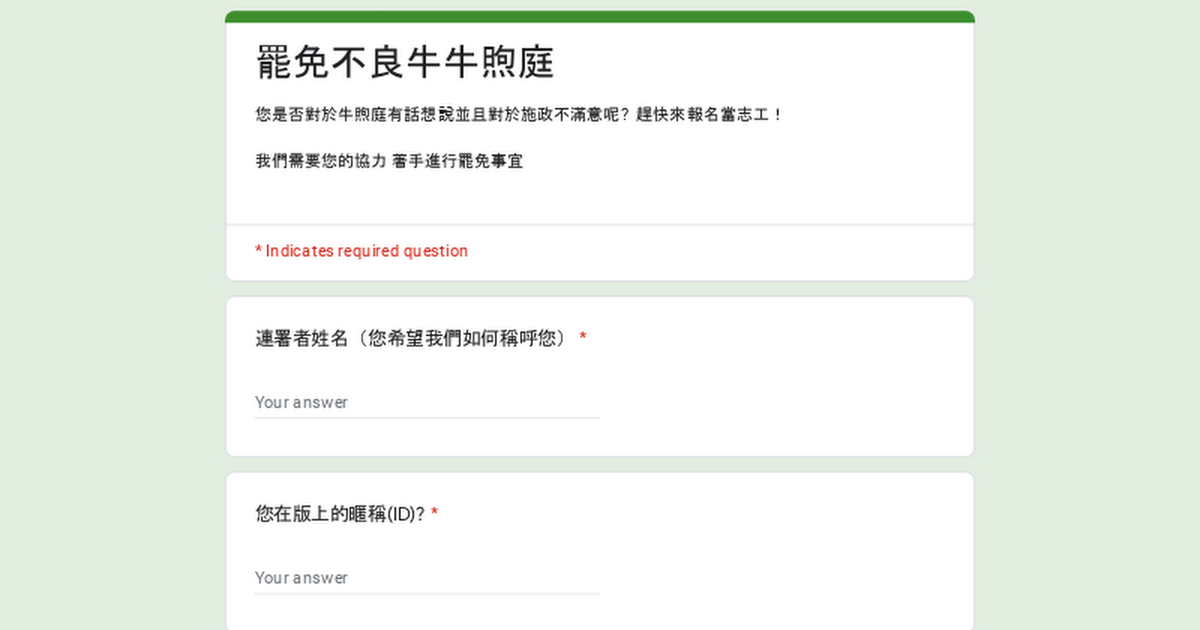 罷免不良牛牛煦庭
您是否對於牛煦庭有話想說並且對於施政不滿意呢？趕快來報名當志工！
我們需要您的協力 著手進行罷免事宜
* Indicates required question
連署者姓名（您希望我們如何稱呼您） *
Your answer
您在版上的暱稱(ID)? *
Your answer